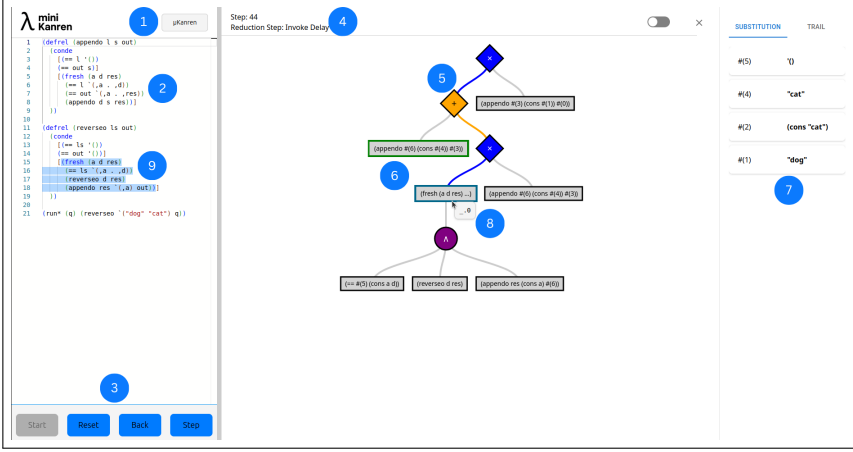 λ mini
Kanren
1
μKanren
1 (defrel (appendo l s out)
2 (conde
3 [(== l '())
4 (== out s)]
5 [(fresh (a d res)
6 (== l `(,a . ,d))
7 (== out `(,a . ,res))
8 (appendo d s res))]
9 ))
10
11 (defrel (reverseo ls out)
12 (conde
13 [(== ls '())
14 (== out '())]
15 [(fresh (a d res)
16 (== ls `(,a . ,d))
17 (reverseo d res)
18 (appendo res `(,a) out))]
19 ))
20
21 (run* (q) (reverseo `("dog" "cat") q))
2
9
3
Start Reset Back Step
Step: 44
Reduction Step: Invoke Delay
4
×
×
5
+
(appendo #(3) (cons #(1)) #(0))
(appendo #(6) (cons #(4)) #(3))
×
6
(fresh (a d res) ...)
(appendo #(6) (cons #(4)) #(3))
_.0
8
∧
(== #(5) (cons a d))
(reverseo d res)
(appendo res (cons a) #(6))
SUBSTITUTION TRAIL
#(5) '()
#(4) "cat"
#(2) (cons "cat")
#(1) "dog"
7